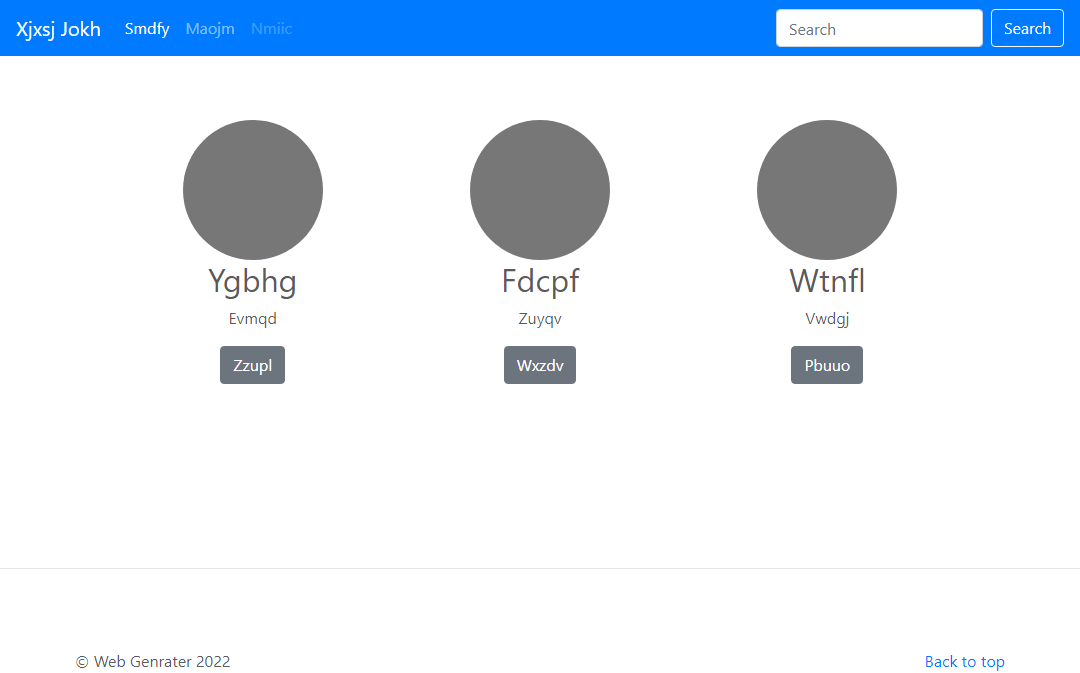 Xjxsj Jokh Smdfy Maojm Nmiic Search Search
Ygbhg Fdcpf Wtnfl
Evmqd Zuyqv Vwdgj
Zzupl Wxzdv Pbuuo
© Web Genrater 2022 Back to top